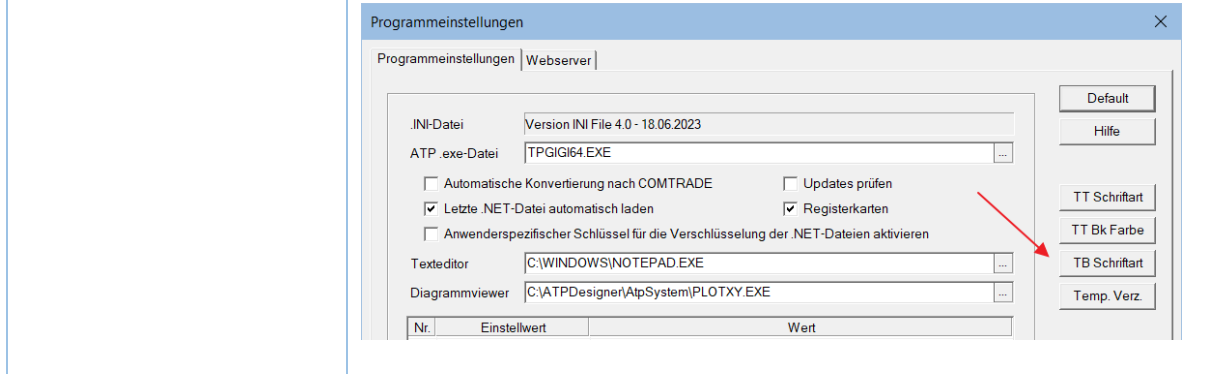 Programmeinstellungen
Programmeinstellungen Webserver
Default
.INI-Datei Version INI File 4.0 - 18.06.2023
Hilfe
ATP .exe-Datei TPGIGI64.EXE ...
Automatische Konvertierung nach COMTRADE Updates prüfen
TT Schriftart
Letzte .NET-Datei automatisch laden Registerkarten
Anwenderspezifischer Schlüssel für die Verschlüsselung der .NET-Dateien aktivieren TT Bk Farbe
Texteditor C:\WINDOWS\NOTEPAD.EXE ... TB Schriftart
Diagrammviewer C:\ATPDesigner\AtpSystem\PLOTXY.EXE ... Temp. Verz.
Nr. Einstellwert Wert